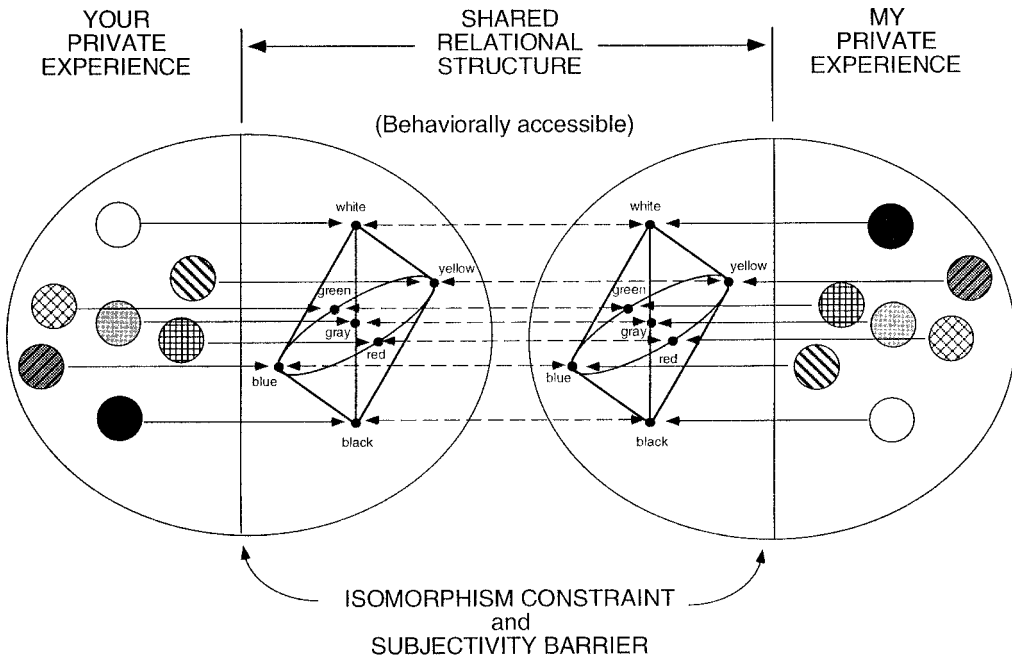 YOUR
PRIVATE
EXPERIENCE
SHARED
RELATIONAL
STRUCTURE
MY
PRIVATE
EXPERIENCE
(Behaviorally accessible)
white
yellow
green
gray
red
blue
black
white
yellow
green
gray
red
blue
black
ISOMORPHISM CONSTRAINT
and
SUBJECTIVITY BARRIER